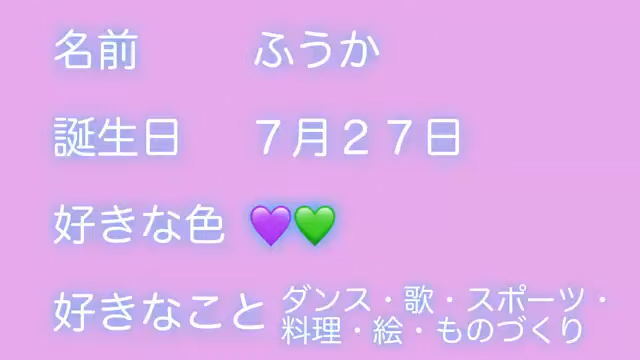 名前 ふうか
誕生日 ７月２７日
好きな色 💜💚
好きなこと ダンス・歌・スポーツ・
料理・絵・ものづくり